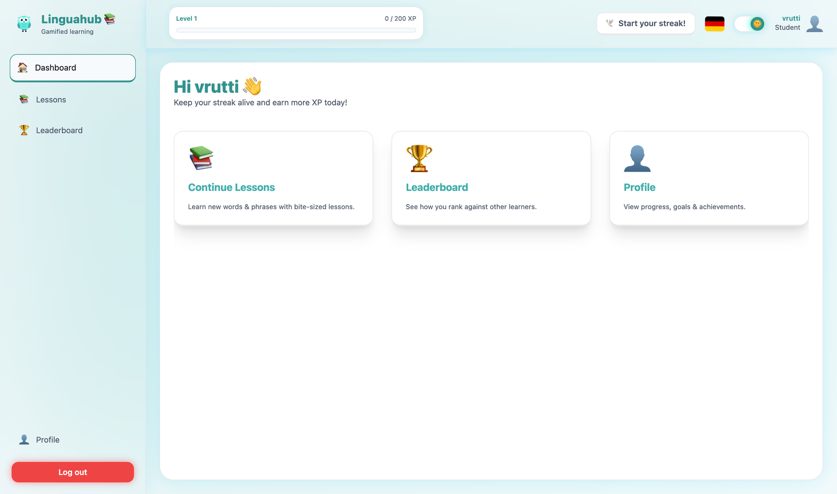 Linguahub
Gamified learning
Dashboard
Lessons
Leaderboard
Profile
Log out
Level 1
0 / 200 XP
Start your streak!
vrutti
Student
Hi vrutti
Keep your streak alive and earn more XP today!
Continue Lessons
Learn new words & phrases with bite-sized lessons.
Leaderboard
See how you rank against other learners.
Profile
View progress, goals & achievements.